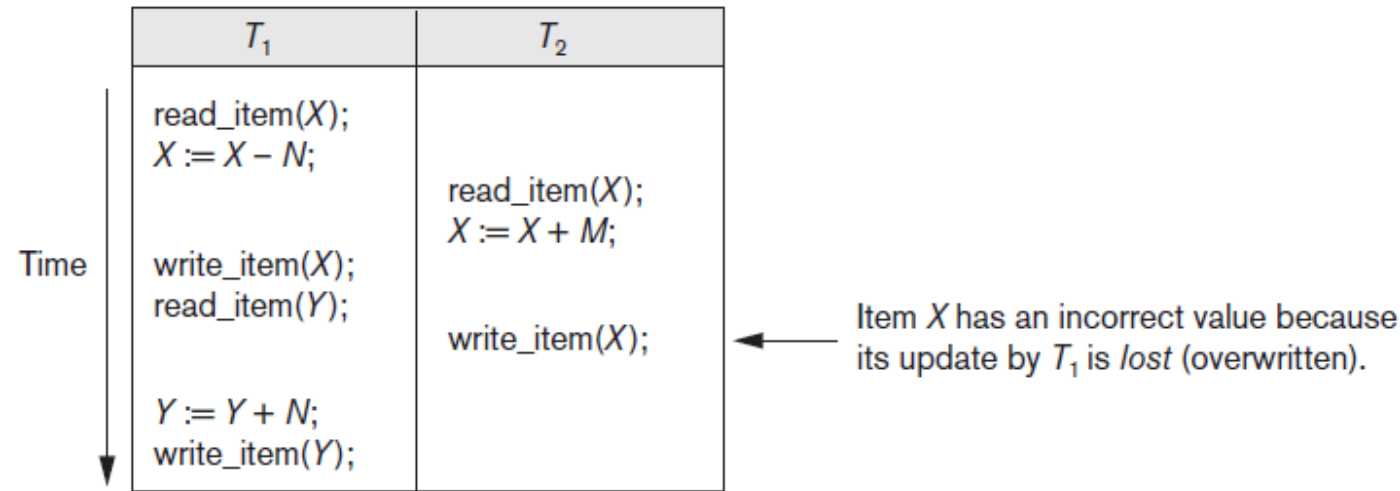 T₁ T₂
read_item(X);
X := X – N;
read_item(X);
X := X + M;
Time
write_item(X);
read_item(Y);
write_item(X);
Item X has an incorrect value because
its update by T₁ is lost (overwritten).
Y := Y + N;
write_item(Y);